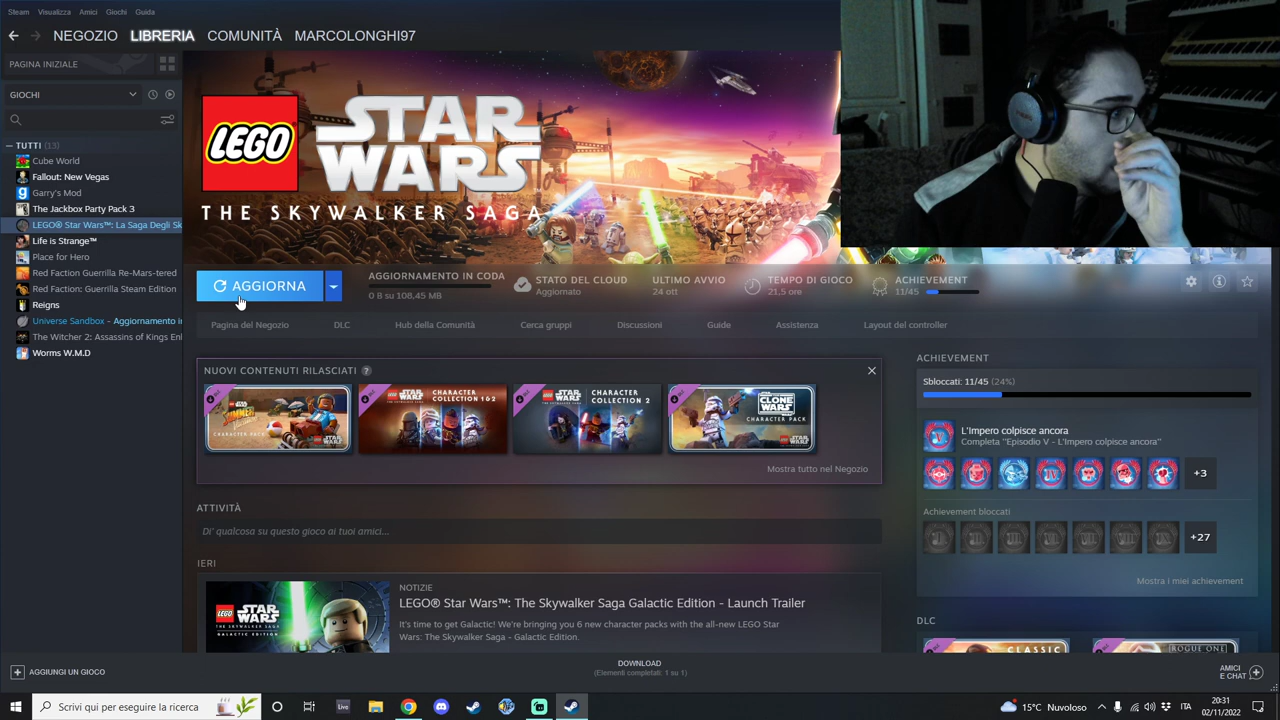 Steam Visualizza Amici Giochi Guida
NEGOZIO LIBRERIA COMUNITÀ MARCOLONGHI97
PAGINA INIZIALE
GIOCHI
TUTTI (13)
Cube World
Fallout: New Vegas
Garry's Mod
The Jackbox Party Pack 3
LEGO® Star Wars™: La Saga Degli Sk
Life is Strange™
Place for Hero
Red Faction Guerrilla Re-Mars-tered
Red Faction: Guerrilla Steam Edition
Reigns
Universe Sandbox - Aggiornamento i
The Witcher 2: Assassins of Kings En
Worms W.M.D
LEGO
STAR
WARS
THE SKYWALKER SAGA
AGGIORNA
AGGIORNAMENTO IN CODA
0 B su 108,45 MB
STATO DEL CLOUD
Aggiornato
ULTIMO AVVIO
24 ott
TEMPO DI GIOCO
21,5 ore
ACHIEVEMENT
11/45
Pagina del Negozio DLC Hub della Comunità Cerca gruppi Discussioni Guide Assistenza Layout del controller
NUOVI CONTENUTI RILASCIATI ?
SUMMER
CHARACTER PACK
CHARACTER
COLLECTION 1&2
CHARACTER
COLLECTION 2
CLONE
WARS
CHARACTER PACK
Mostra tutto nel Negozio
ATTIVITÀ
Di' qualcosa su questo gioco ai tuoi amici...
IERI
NOTIZIE
LEGO® Star Wars™: The Skywalker Saga Galactic Edition - Launch Trailer
It's time to get Galactic! We're bringing you 6 new character packs with the all-new LEGO Star
Wars: The Skywalker Saga - Galactic Edition.
LEGO
STAR WARS
THE SKYWALKER SAGA
GALACTIC EDITION
ACHIEVEMENT
Sbloccati: 11/45 (24%)
L'Impero colpisce ancora
Completa "Episodio V - L'Impero colpisce ancora"
+3
Achievement bloccati
+27
Mostra i miei achievement
DLC
CLASSIC
ROGUE ONE
AGGIUNGI UN GIOCO
DOWNLOAD
(Elementi completati: 1 su 1)
AMICI
E CHAT
Scrivi qui per eseguire la ricerca
Live
15°C Nuvoloso
ITA
20:31
02/11/2022